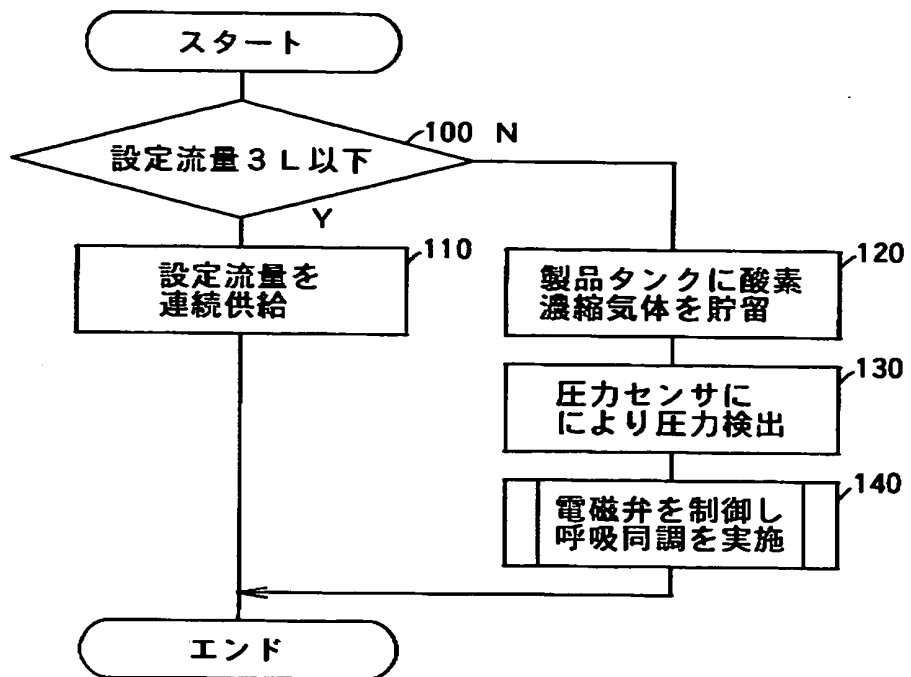 スタート
100 N
設定流量3L以下
Y
110
設定流量を
連続供給
120
製品タンクに酸素
濃縮気体を貯留
130
圧力センサに
により圧力検出
140
電磁弁を制御し
呼吸同調を実施
エンド